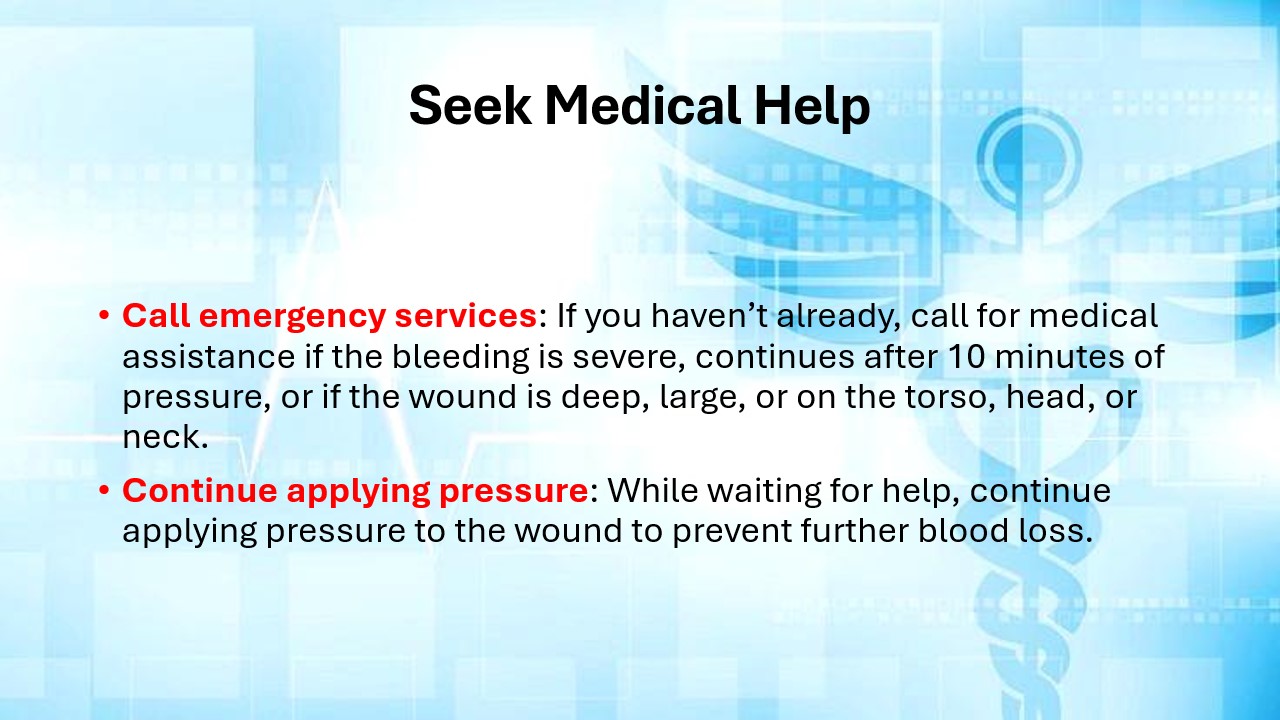 Seek Medical Help
• Call emergency services: If you haven’t already, call for medical
assistance if the bleeding is severe, continues after 10 minutes of
pressure, or if the wound is deep, large, or on the torso, head, or
neck.
• Continue applying pressure: While waiting for help, continue
applying pressure to the wound to prevent further blood loss.